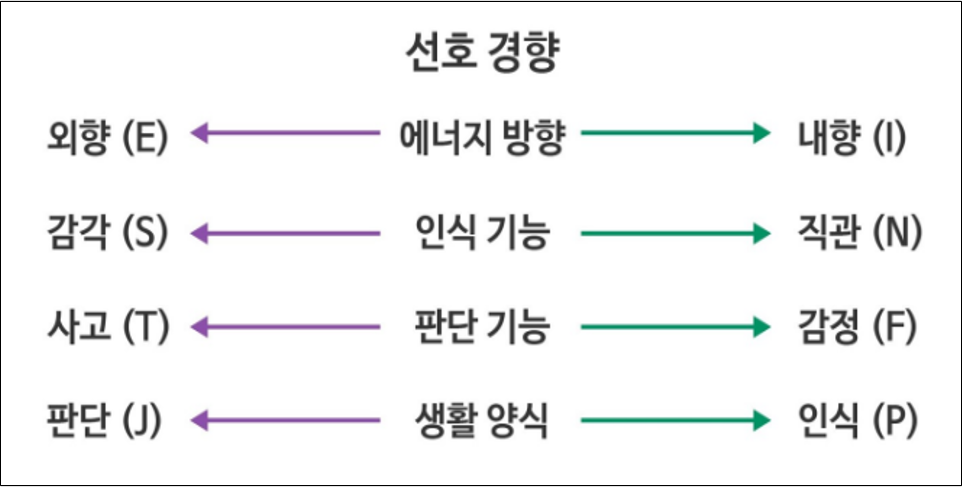 선호 경향
외향 (E) 에너지 방향 내향 (I)
감각 (S) 인식 기능 직관 (N)
사고 (T) 판단 기능 감정 (F)
판단 (J) 생활 양식 인식 (P)